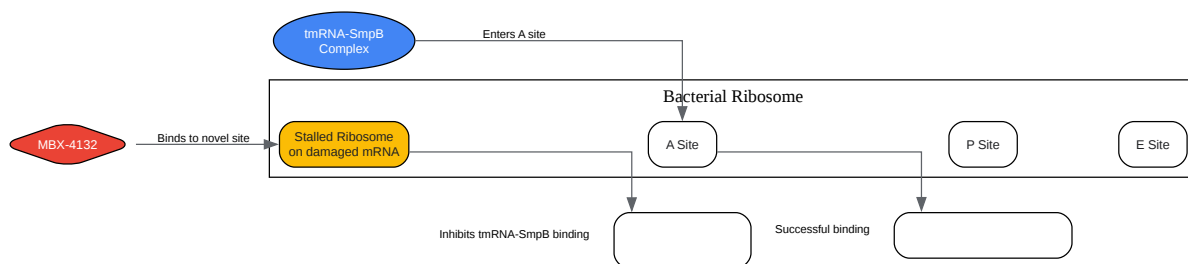 tmRNA-SmpB
Complex
Enters A site
Bacterial Ribosome
MBX-4132
Binds to novel site
Stalled Ribosome
on damaged mRNA
A Site
P Site
E Site
Inhibits tmRNA-SmpB binding
Successful binding